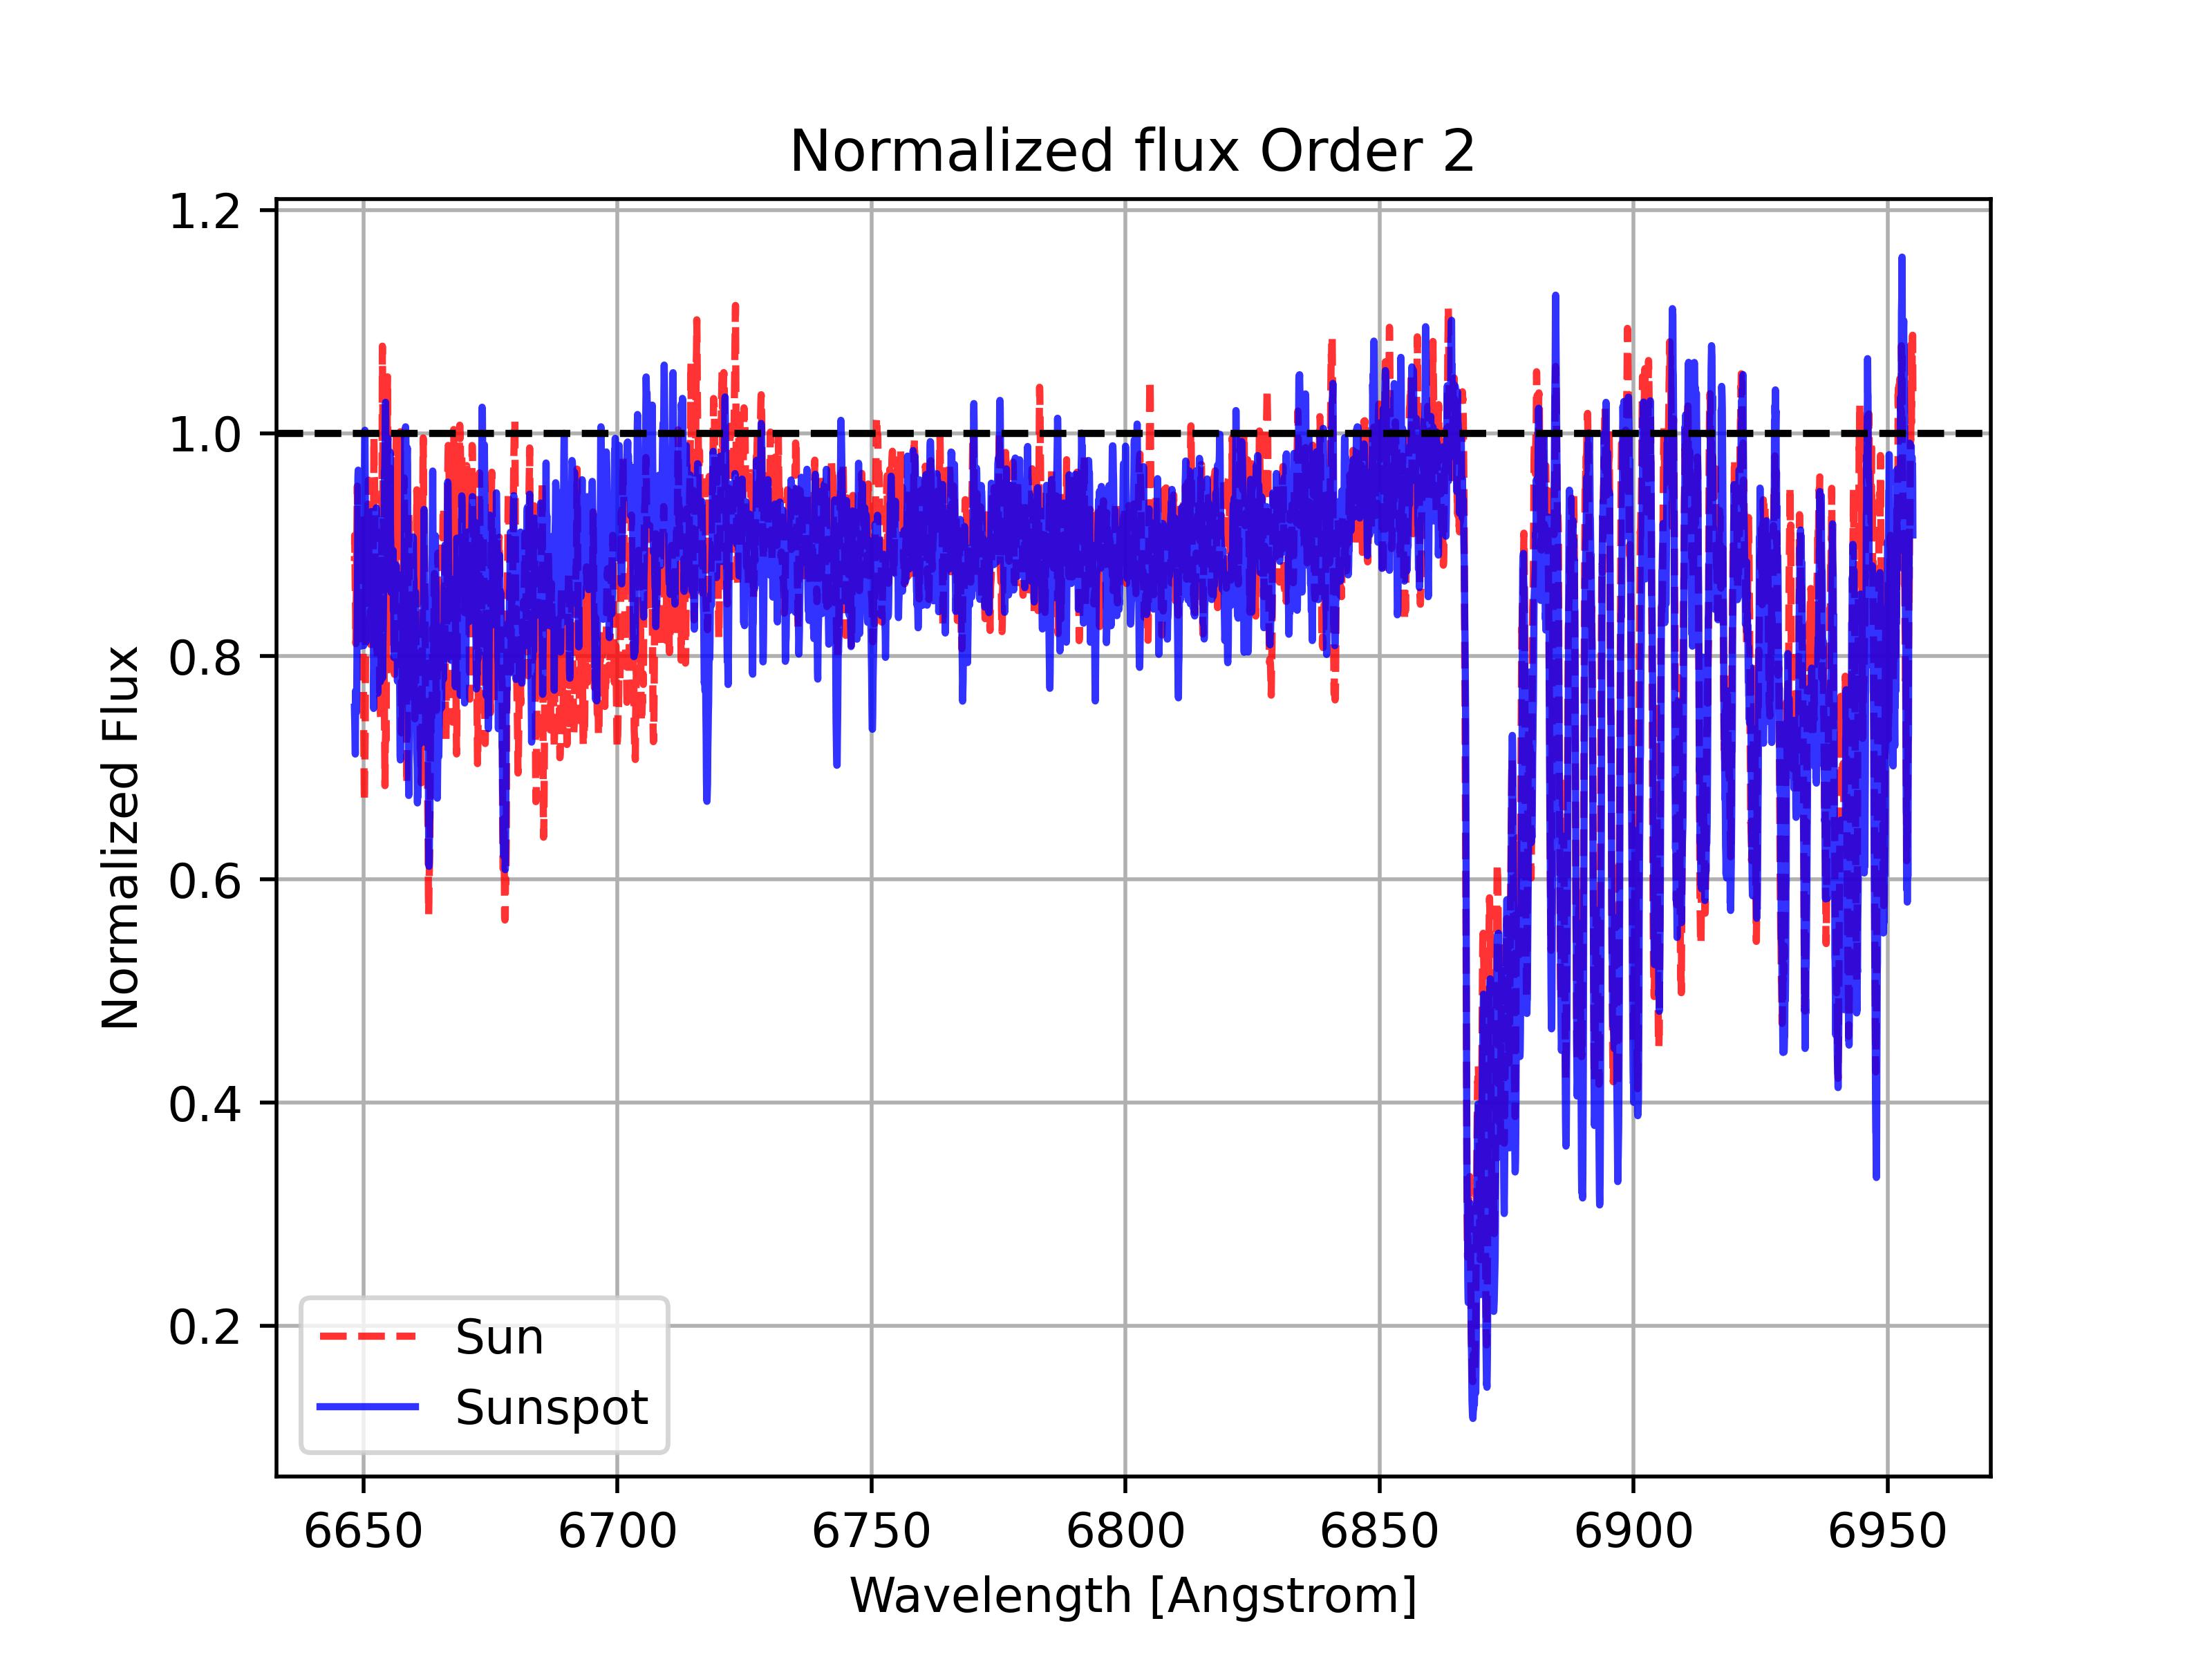 Normalized flux Order 2
1.2
1.0
0.8
0.6
0.4
0.2
Normalized Flux
Sun
Sunspot
6650 6700 6750 6800 6850 6900 6950
Wavelength [Angstrom]